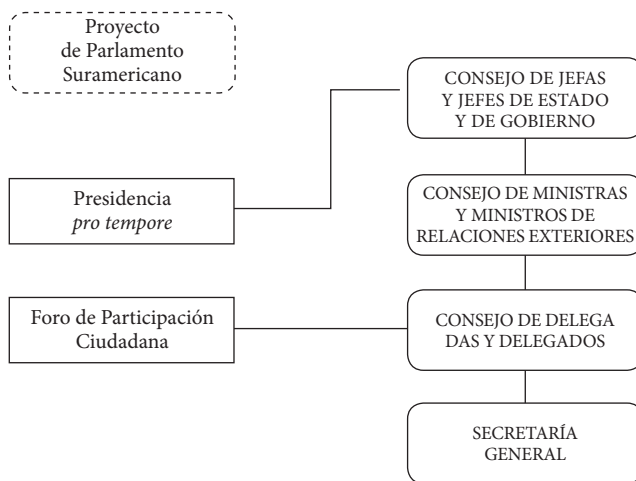 Proyecto
de Parlamento
Suramericano
CONSEJO DE JEFAS
Y JEFES DE ESTADO
Y DE GOBIERNO
Presidencia
pro tempore
CONSEJO DE MINISTRAS
Y MINISTROS DE
RELACIONES EXTERIORES
Foro de Participación
Ciudadana
CONSEJO DE DELEGA
DAS Y DELEGADOS
SECRETARÍA
GENERAL